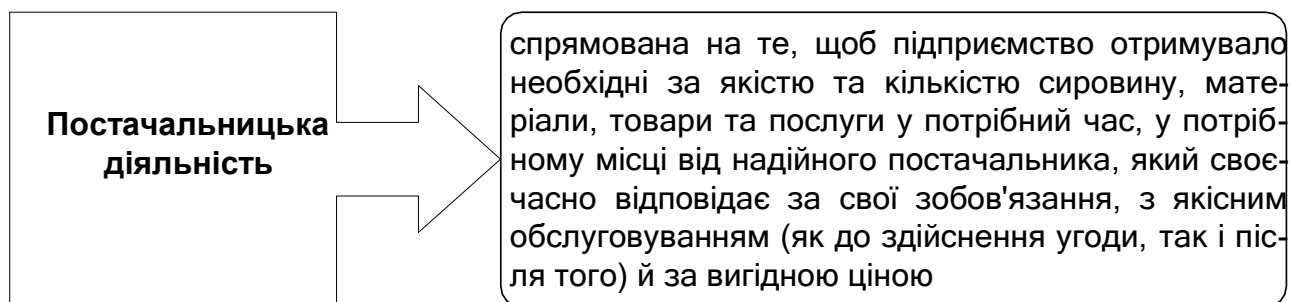 Постачальницька
діяльність
спрямована на те, щоб підприємство отримувало
необхідні за якістю та кількістю сировину, мате-
ріали, товари та послуги у потрібний час, у потріб-
ному місці від надійного постачальника, який своє-
часно відповідає за свої зобов'язання, з якісним
обслуговуванням (як до здійснення угоди, так і піс-
ля того) й за вигідною ціною